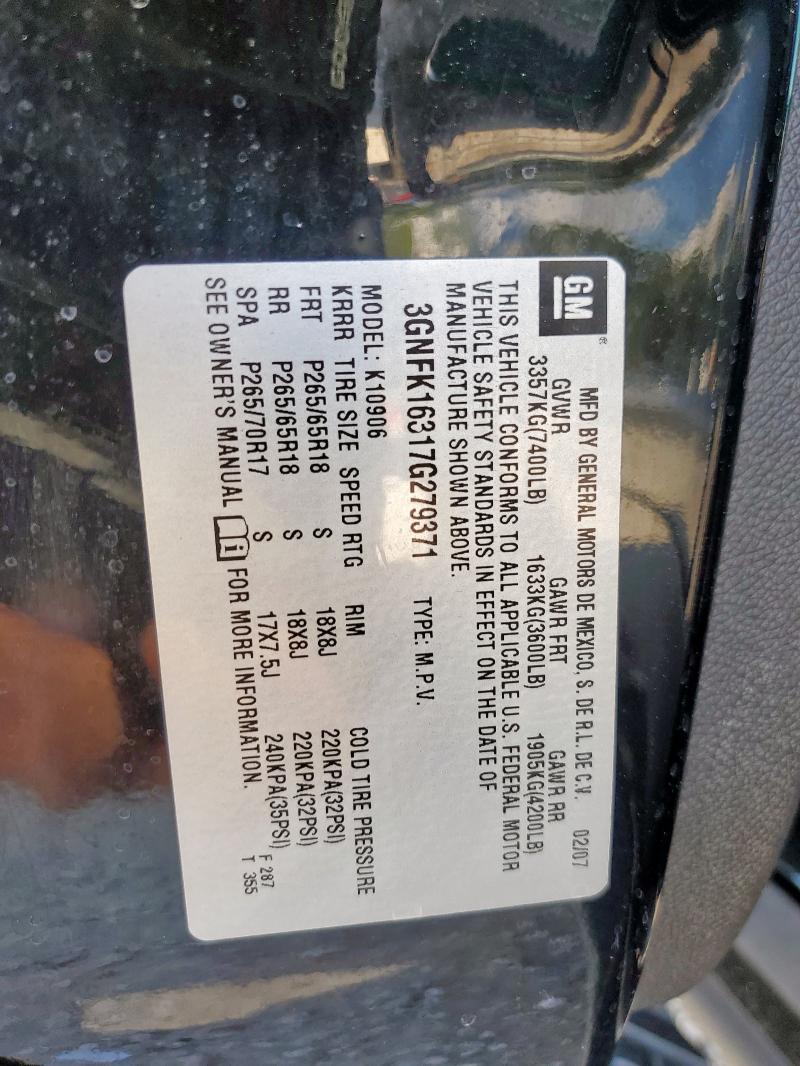 GM®
MFD BY GENERAL MOTORS DE MEXICO, S. DE R.L. DE C.V. 02/07
GVWR GAWR FRT GAWR RR
3357KG(7400LB) 1633KG(3600LB) 1905KG(4200LB)
THIS VEHICLE CONFORMS TO ALL APPLICABLE U.S. FEDERAL MOTOR
VEHICLE SAFETY STANDARDS IN EFFECT ON THE DATE OF
MANUFACTURE SHOWN ABOVE.
3GNFK16317G279371 TYPE: M.P.V.
MODEL: K10906
KRRR TIRE SIZE SPEED RTG RIM COLD TIRE PRESSURE
FRT P265/65R18 S 18X8J 220KPA(32PSI)
RR P265/65R18 S 18X8J 220KPA(32PSI)
SPA P265/70R17 S 17X7.5J 240KPA(35PSI)
SEE OWNER'S MANUAL FOR MORE INFORMATION.
F 287
T 355